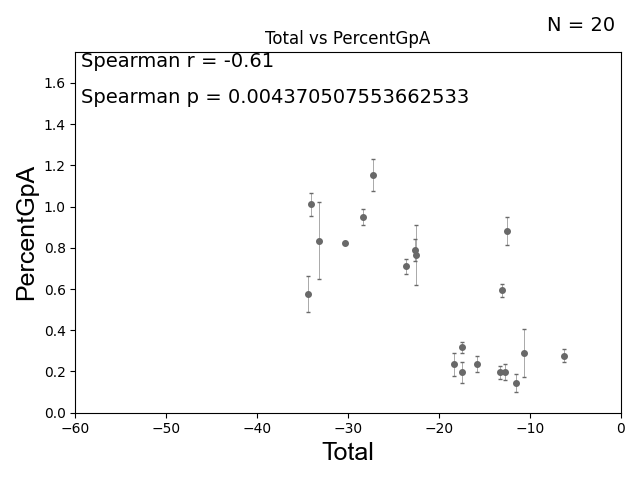 N = 20
Total vs PercentGpA
Spearman r = -0.61
Spearman p = 0.004370507553662533
PercentGpA
1.6
1.4
1.2
1.0
0.8
0.6
0.4
0.2
0.0
−60 −50 −40 −30 −20 −10 0
Total